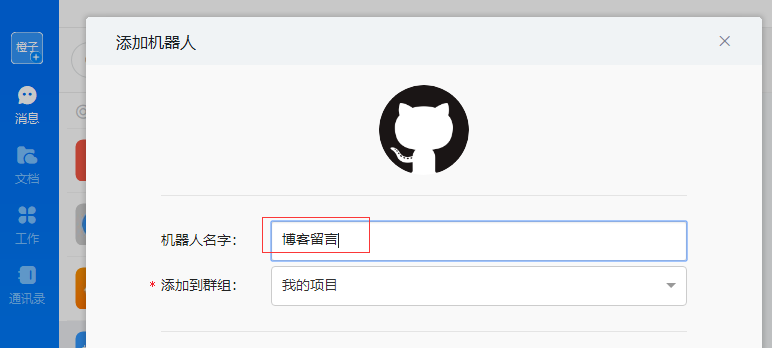 橙子
消息
文档
工作
通讯录
添加机器人
机器人名字：
博客留言
* 添加到群组：
我的项目